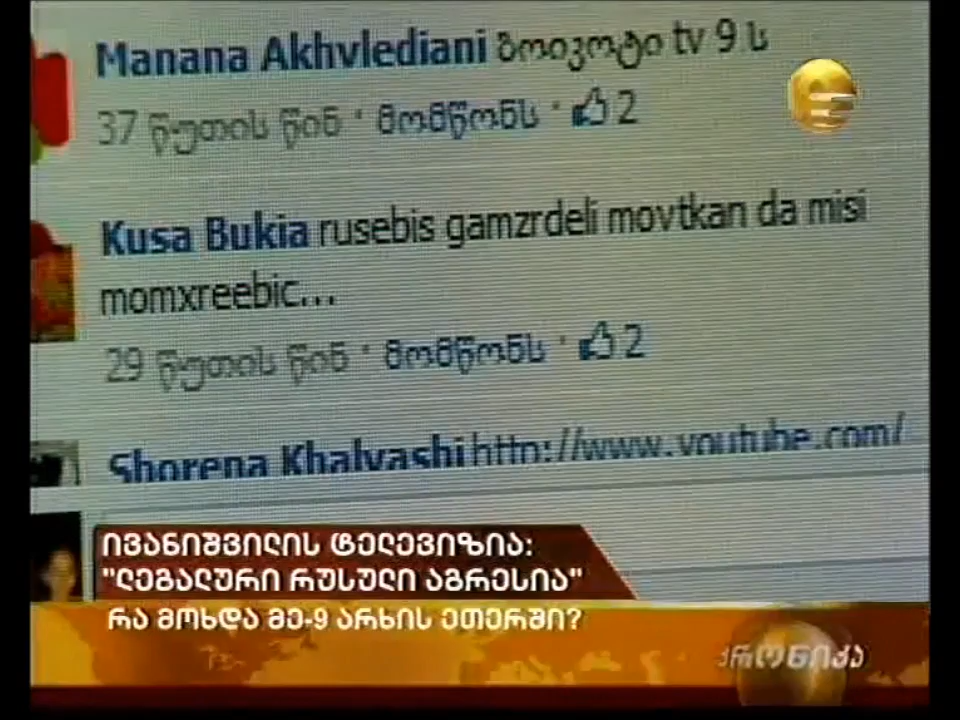 Manana Akhvlediani ბოიკოტი tv 9 ს
37 წუთის წინ · მომწონს · 2
Kusa Bukia rusebis gamzrdeli movtkan da misi
momxreebic...
29 წუთის წინ · მომწონს · 2
Shorena Khalvashi http://www.youtube.com/
ივანიშვილის ტელევიზია:
"ლეგალური რუსული აგრესია"
რა მოხდა მე-9 არხის ეთერში?
კრონიკა